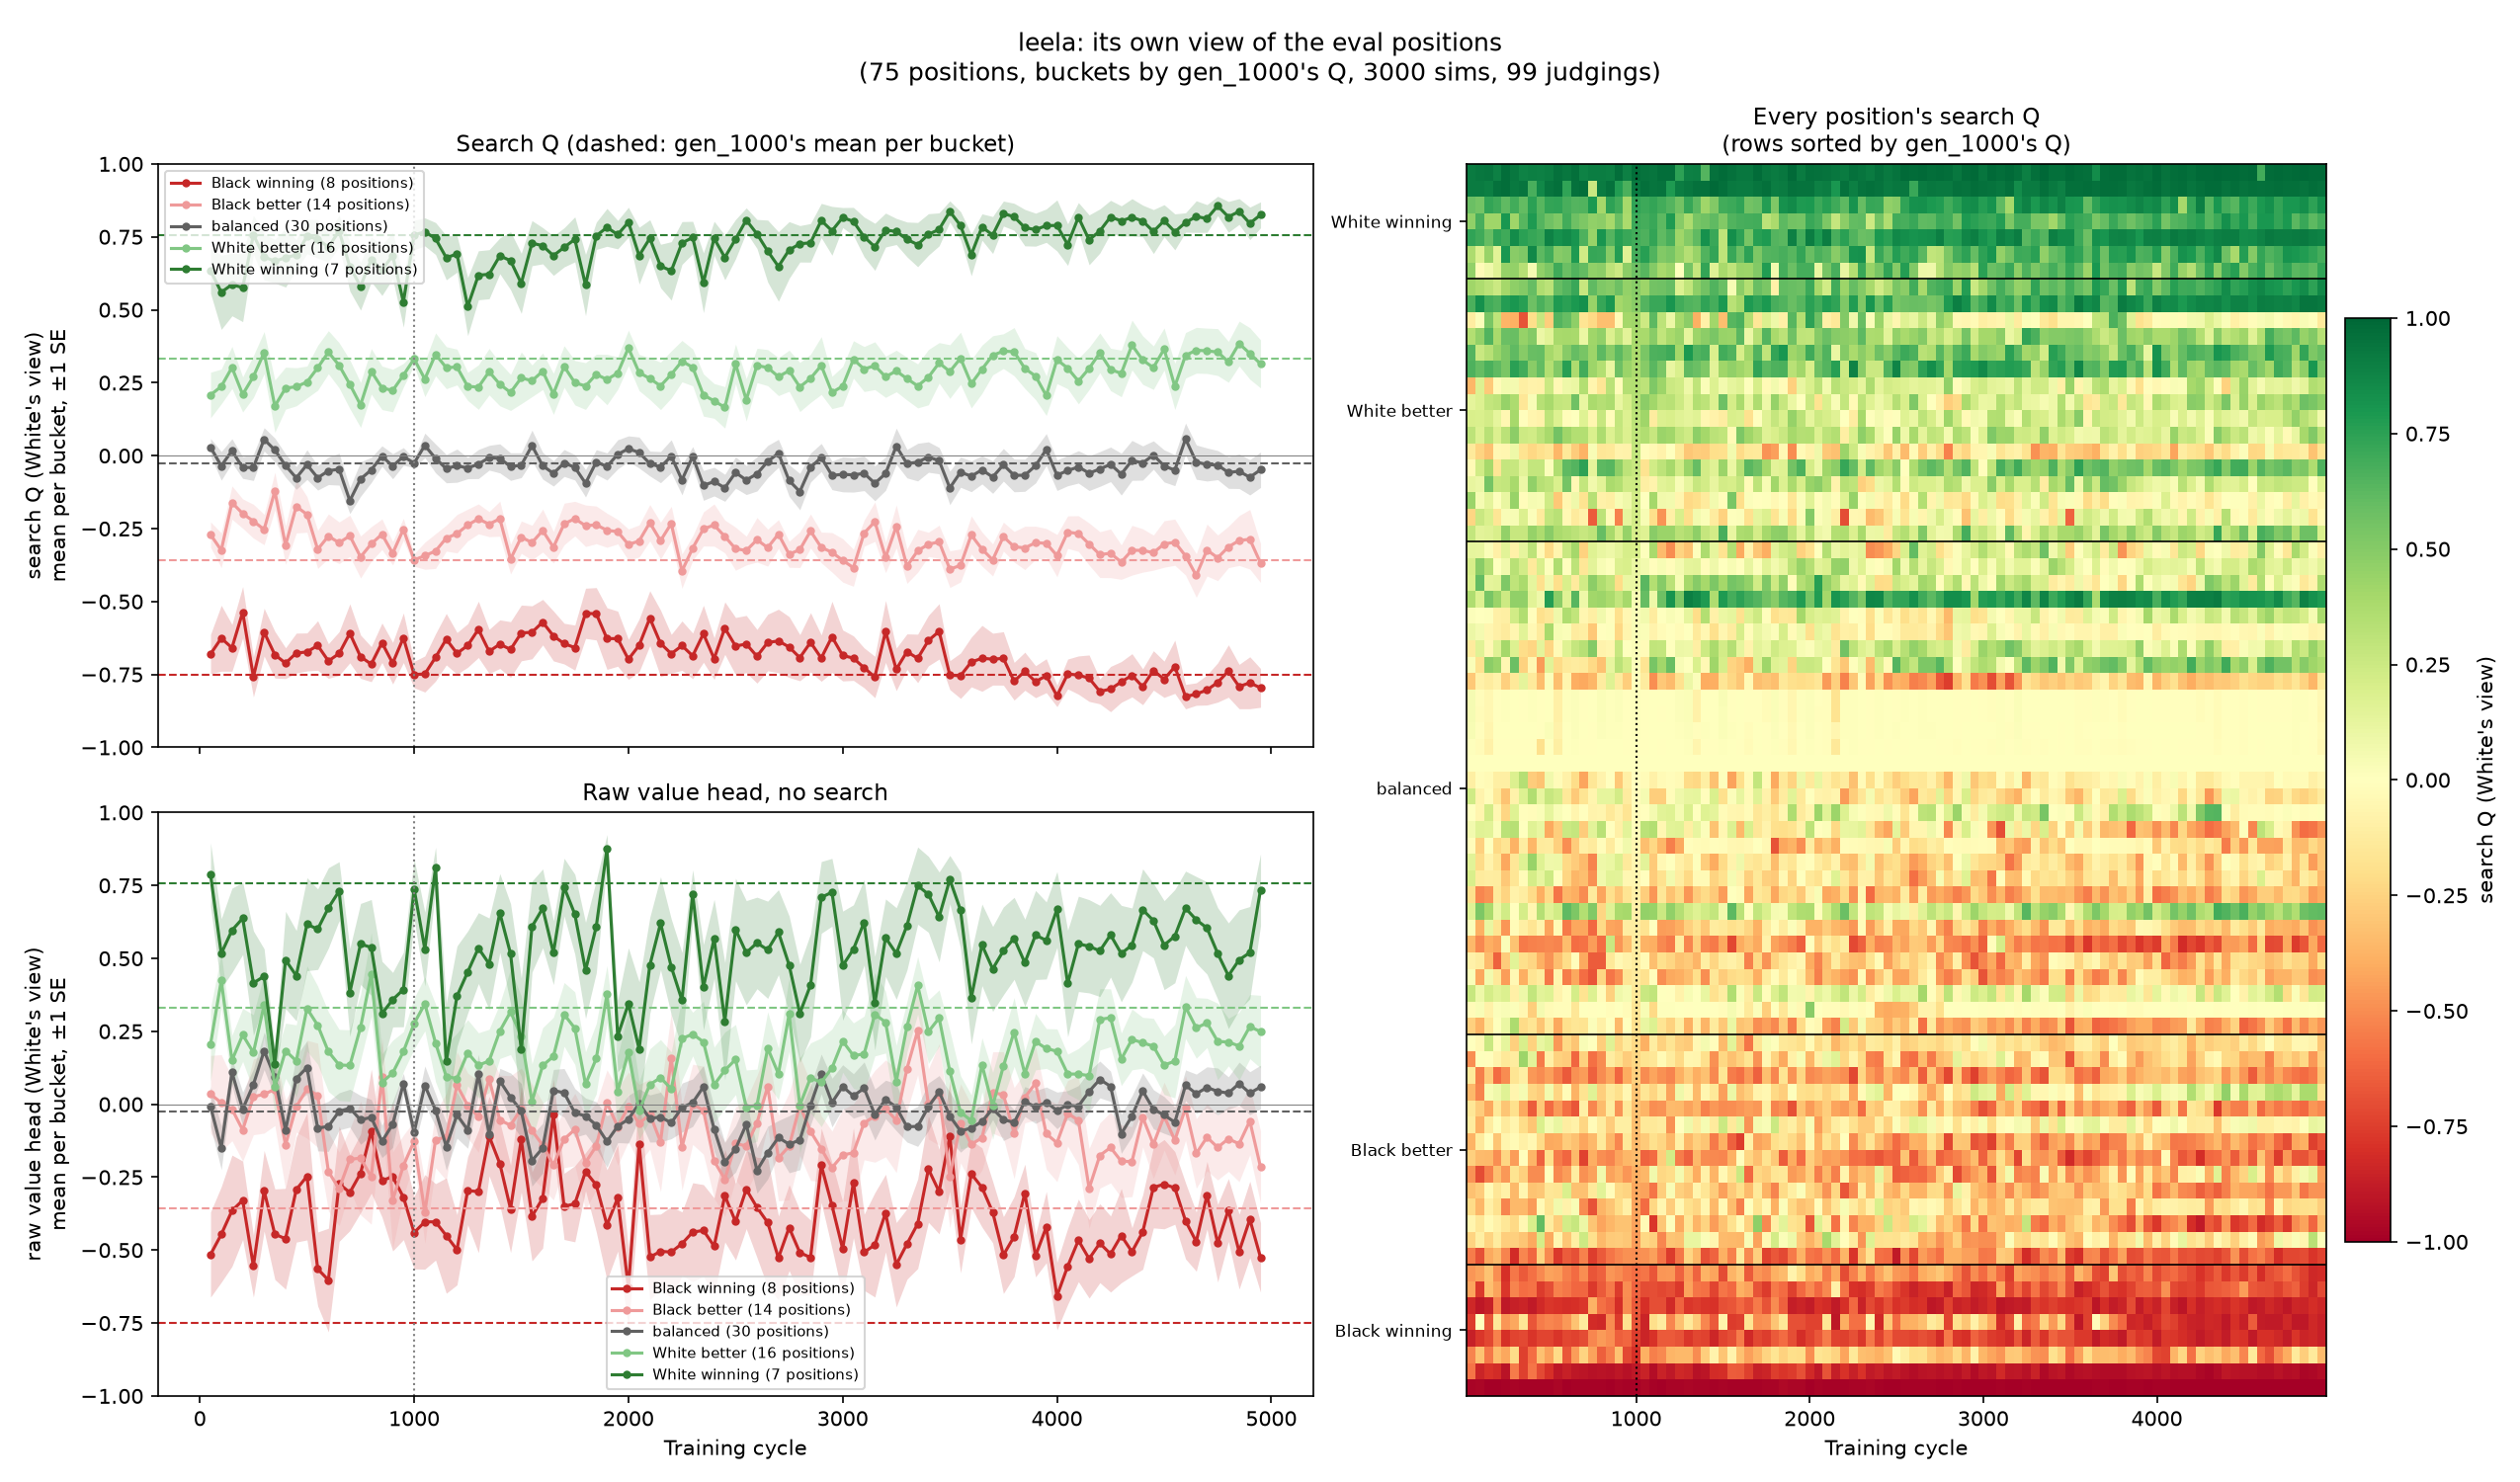 leela: its own view of the eval positions
(75 positions, buckets by gen_1000's Q, 3000 sims, 99 judgings)
Search Q (dashed: gen_1000's mean per bucket)
search Q (White's view)
mean per bucket, ±1 SE
1.00
0.75
0.50
0.25
0.00
−0.25
−0.50
−0.75
−1.00
Black winning (8 positions)
Black better (14 positions)
balanced (30 positions)
White better (16 positions)
White winning (7 positions)
Raw value head, no search
raw value head (White's view)
mean per bucket, ±1 SE
1.00
0.75
0.50
0.25
0.00
−0.25
−0.50
−0.75
−1.00
Black winning (8 positions)
Black better (14 positions)
balanced (30 positions)
White better (16 positions)
White winning (7 positions)
0
1000
2000
3000
4000
5000
Training cycle
Every position's search Q
(rows sorted by gen_1000's Q)
White winning
White better
balanced
Black better
Black winning
1000
2000
3000
4000
Training cycle
1.00
0.75
0.50
0.25
0.00
−0.25
−0.50
−0.75
−1.00
search Q (White's view)